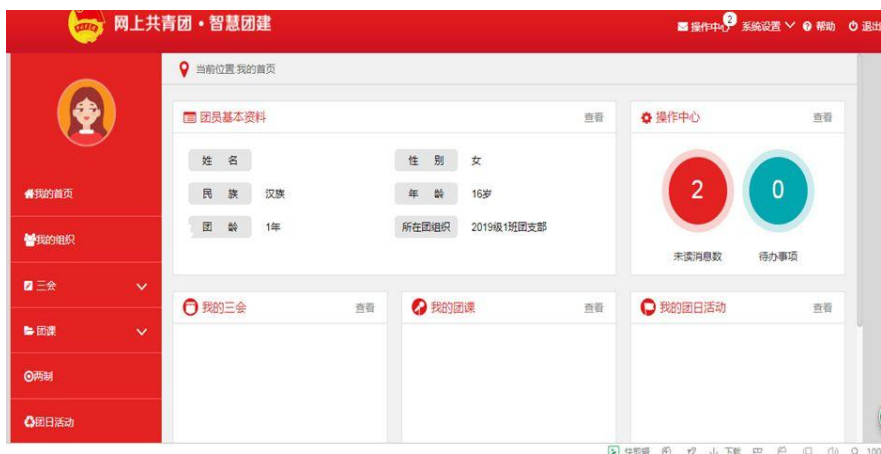 网上共青团·智慧团建
操作中心 2 系统设置 帮助 退出
当前位置:我的首页
团员基本资料 查看
操作中心 查看
姓 名
性 别 女
民 族 汉族
年 龄 16岁
团 龄 1年
所在团组织 2019级1班团支部
2
0
未读消息数
待办事项
我的首页
我的组织
三会
团课
两制
团日活动
我的三会 查看
我的团课 查看
我的团日活动 查看
下载
100